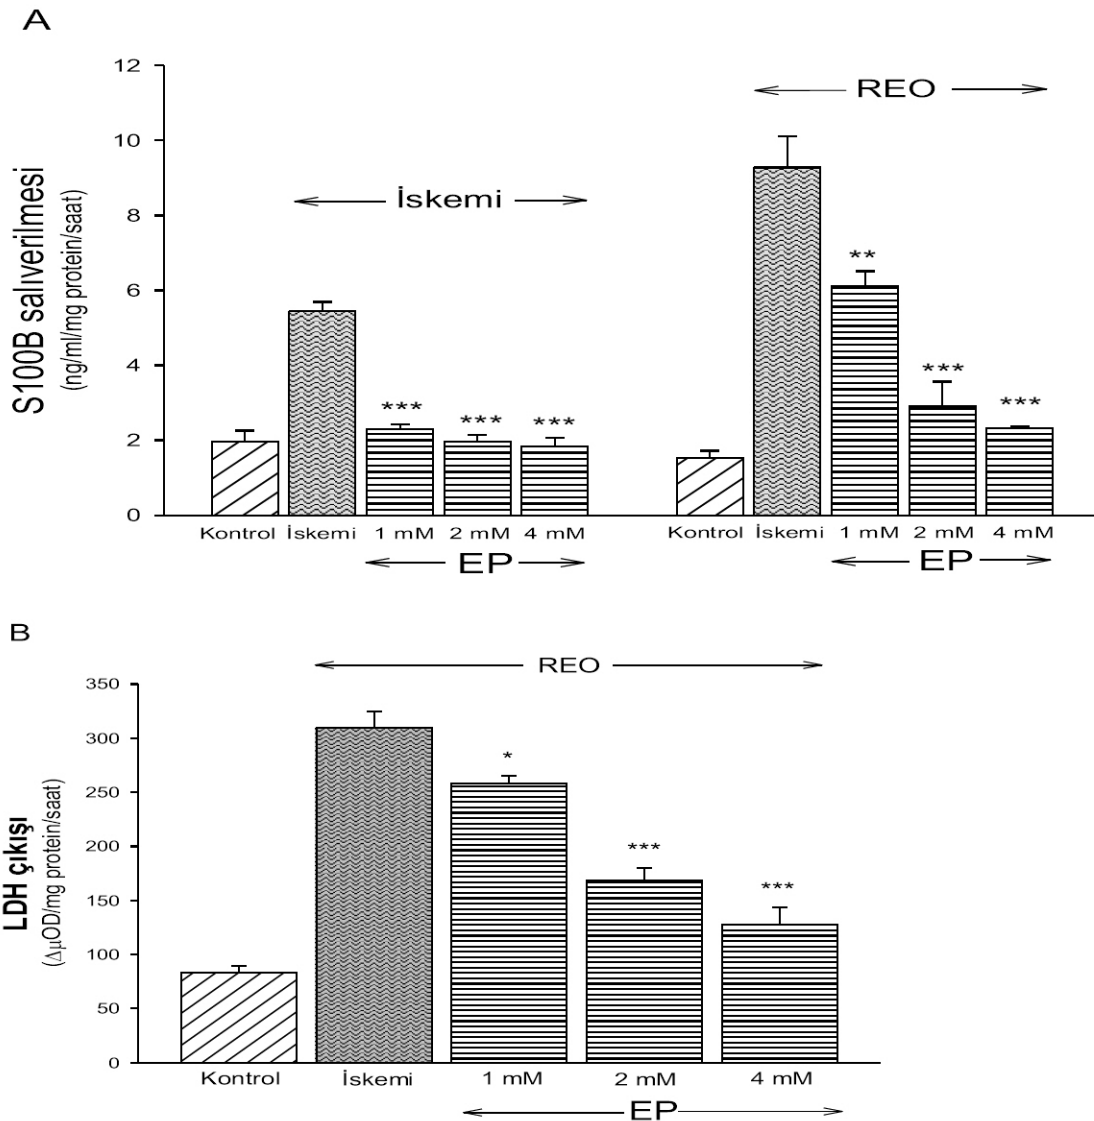 A
12
10
8
6
4
2
0
S100B salıverilmesi
(ng/ml/mg protein/saat)
İskemi
REO
***
***
***
**
***
***
Kontrol İskemi 1 mM 2 mM 4 mM
Kontrol İskemi 1 mM 2 mM 4 mM
EP
EP
B
REO
350
300
250
200
150
100
50
0
LDH çıkışı
(ΔµOD/mg protein/saat)
*
***
***
Kontrol İskemi 1 mM 2 mM 4 mM
EP